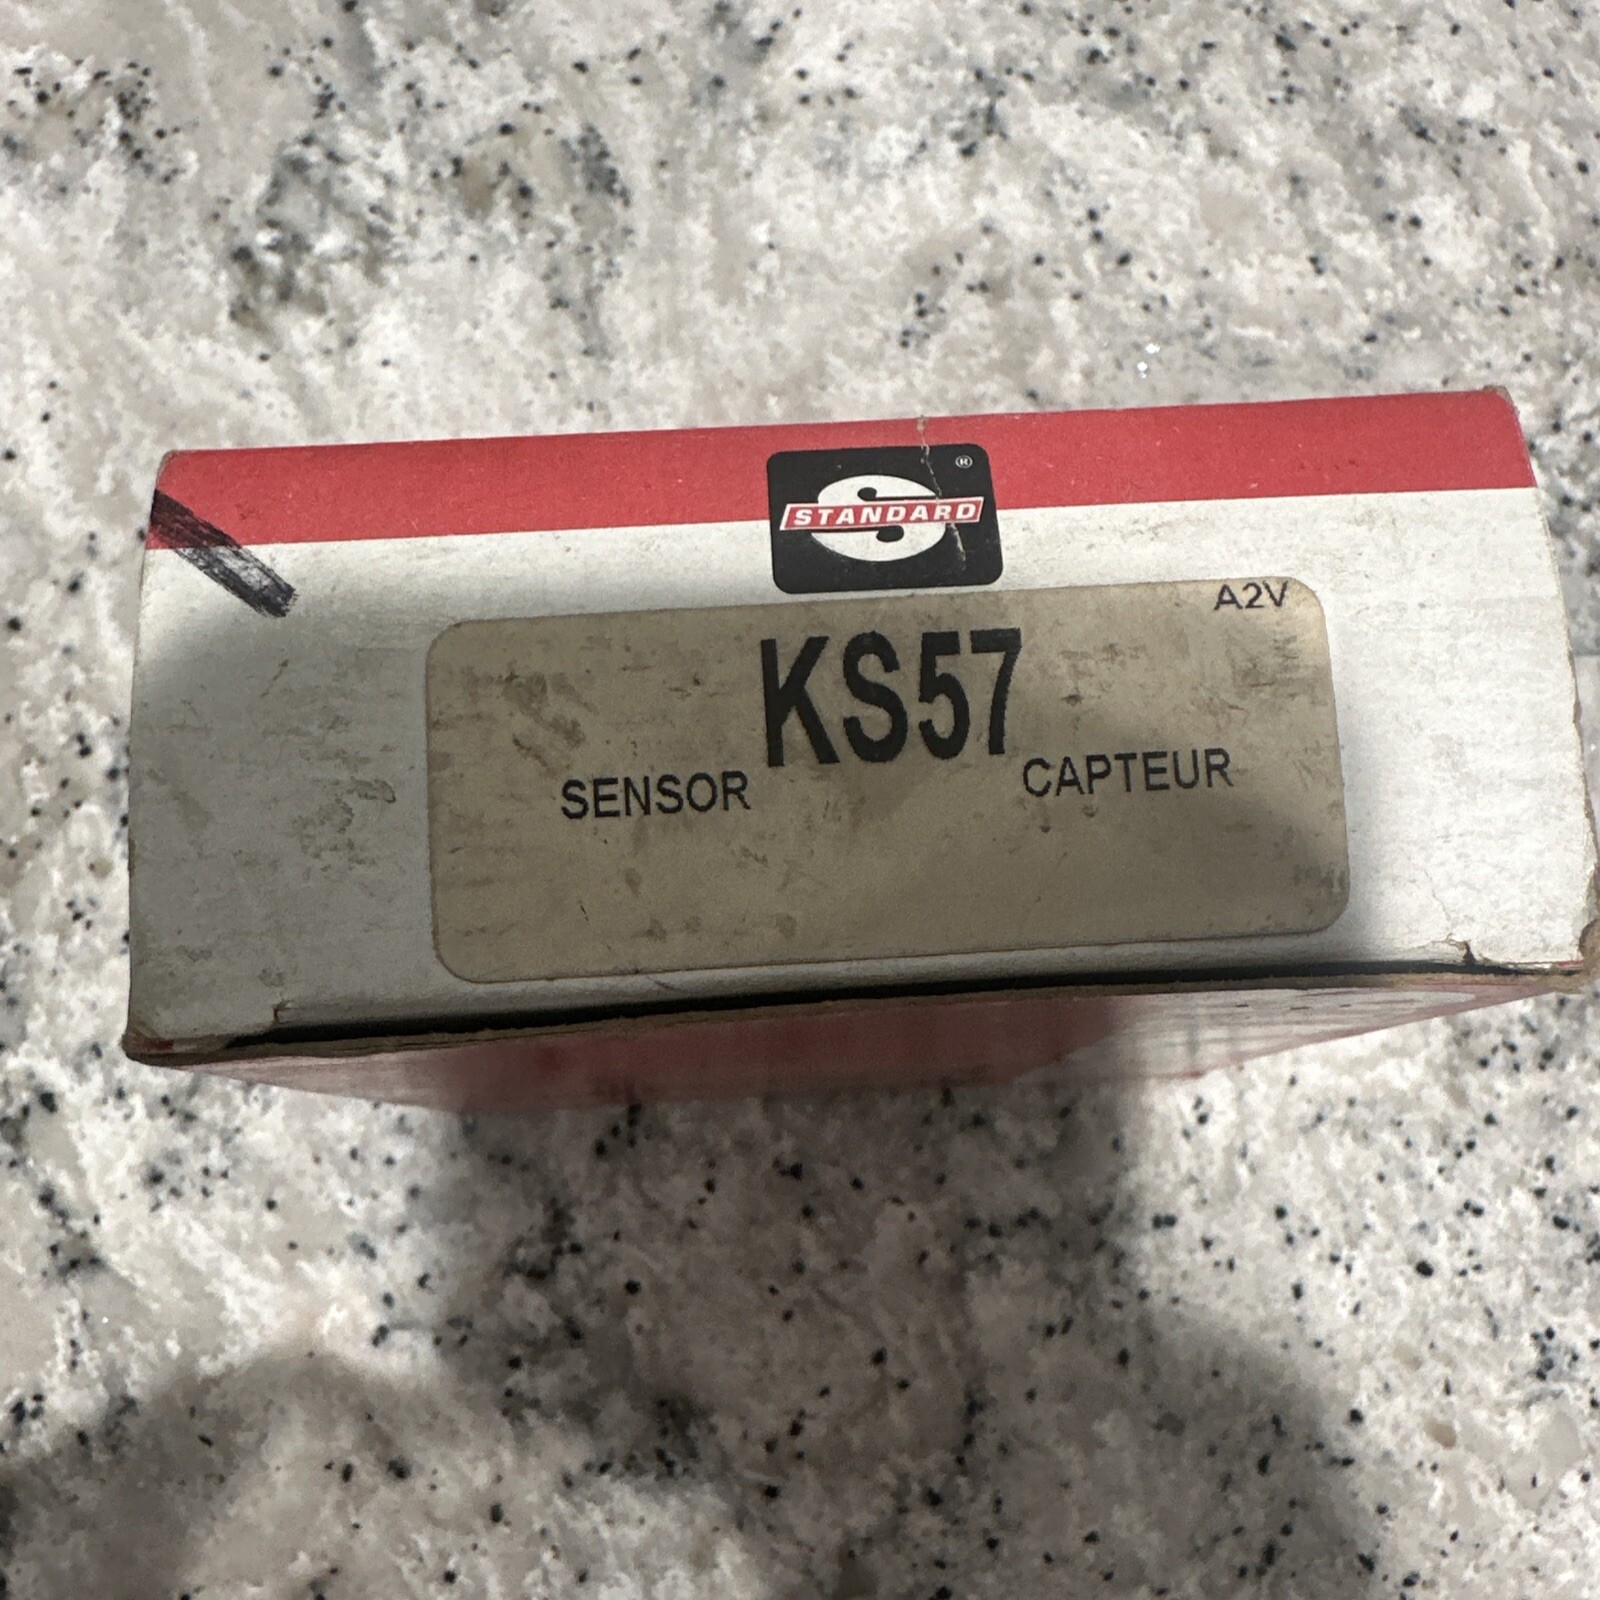 STANDARD ®
A2V
KS57
SENSOR CAPTEUR